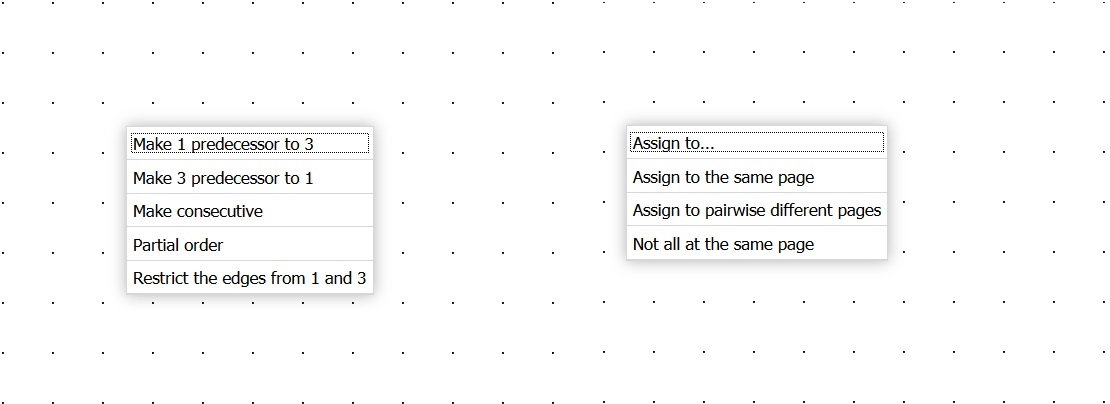 Make 1 predecessor to 3
Make 3 predecessor to 1
Make consecutive
Partial order
Restrict the edges from 1 and 3
Assign to...
Assign to the same page
Assign to pairwise different pages
Not all at the same page